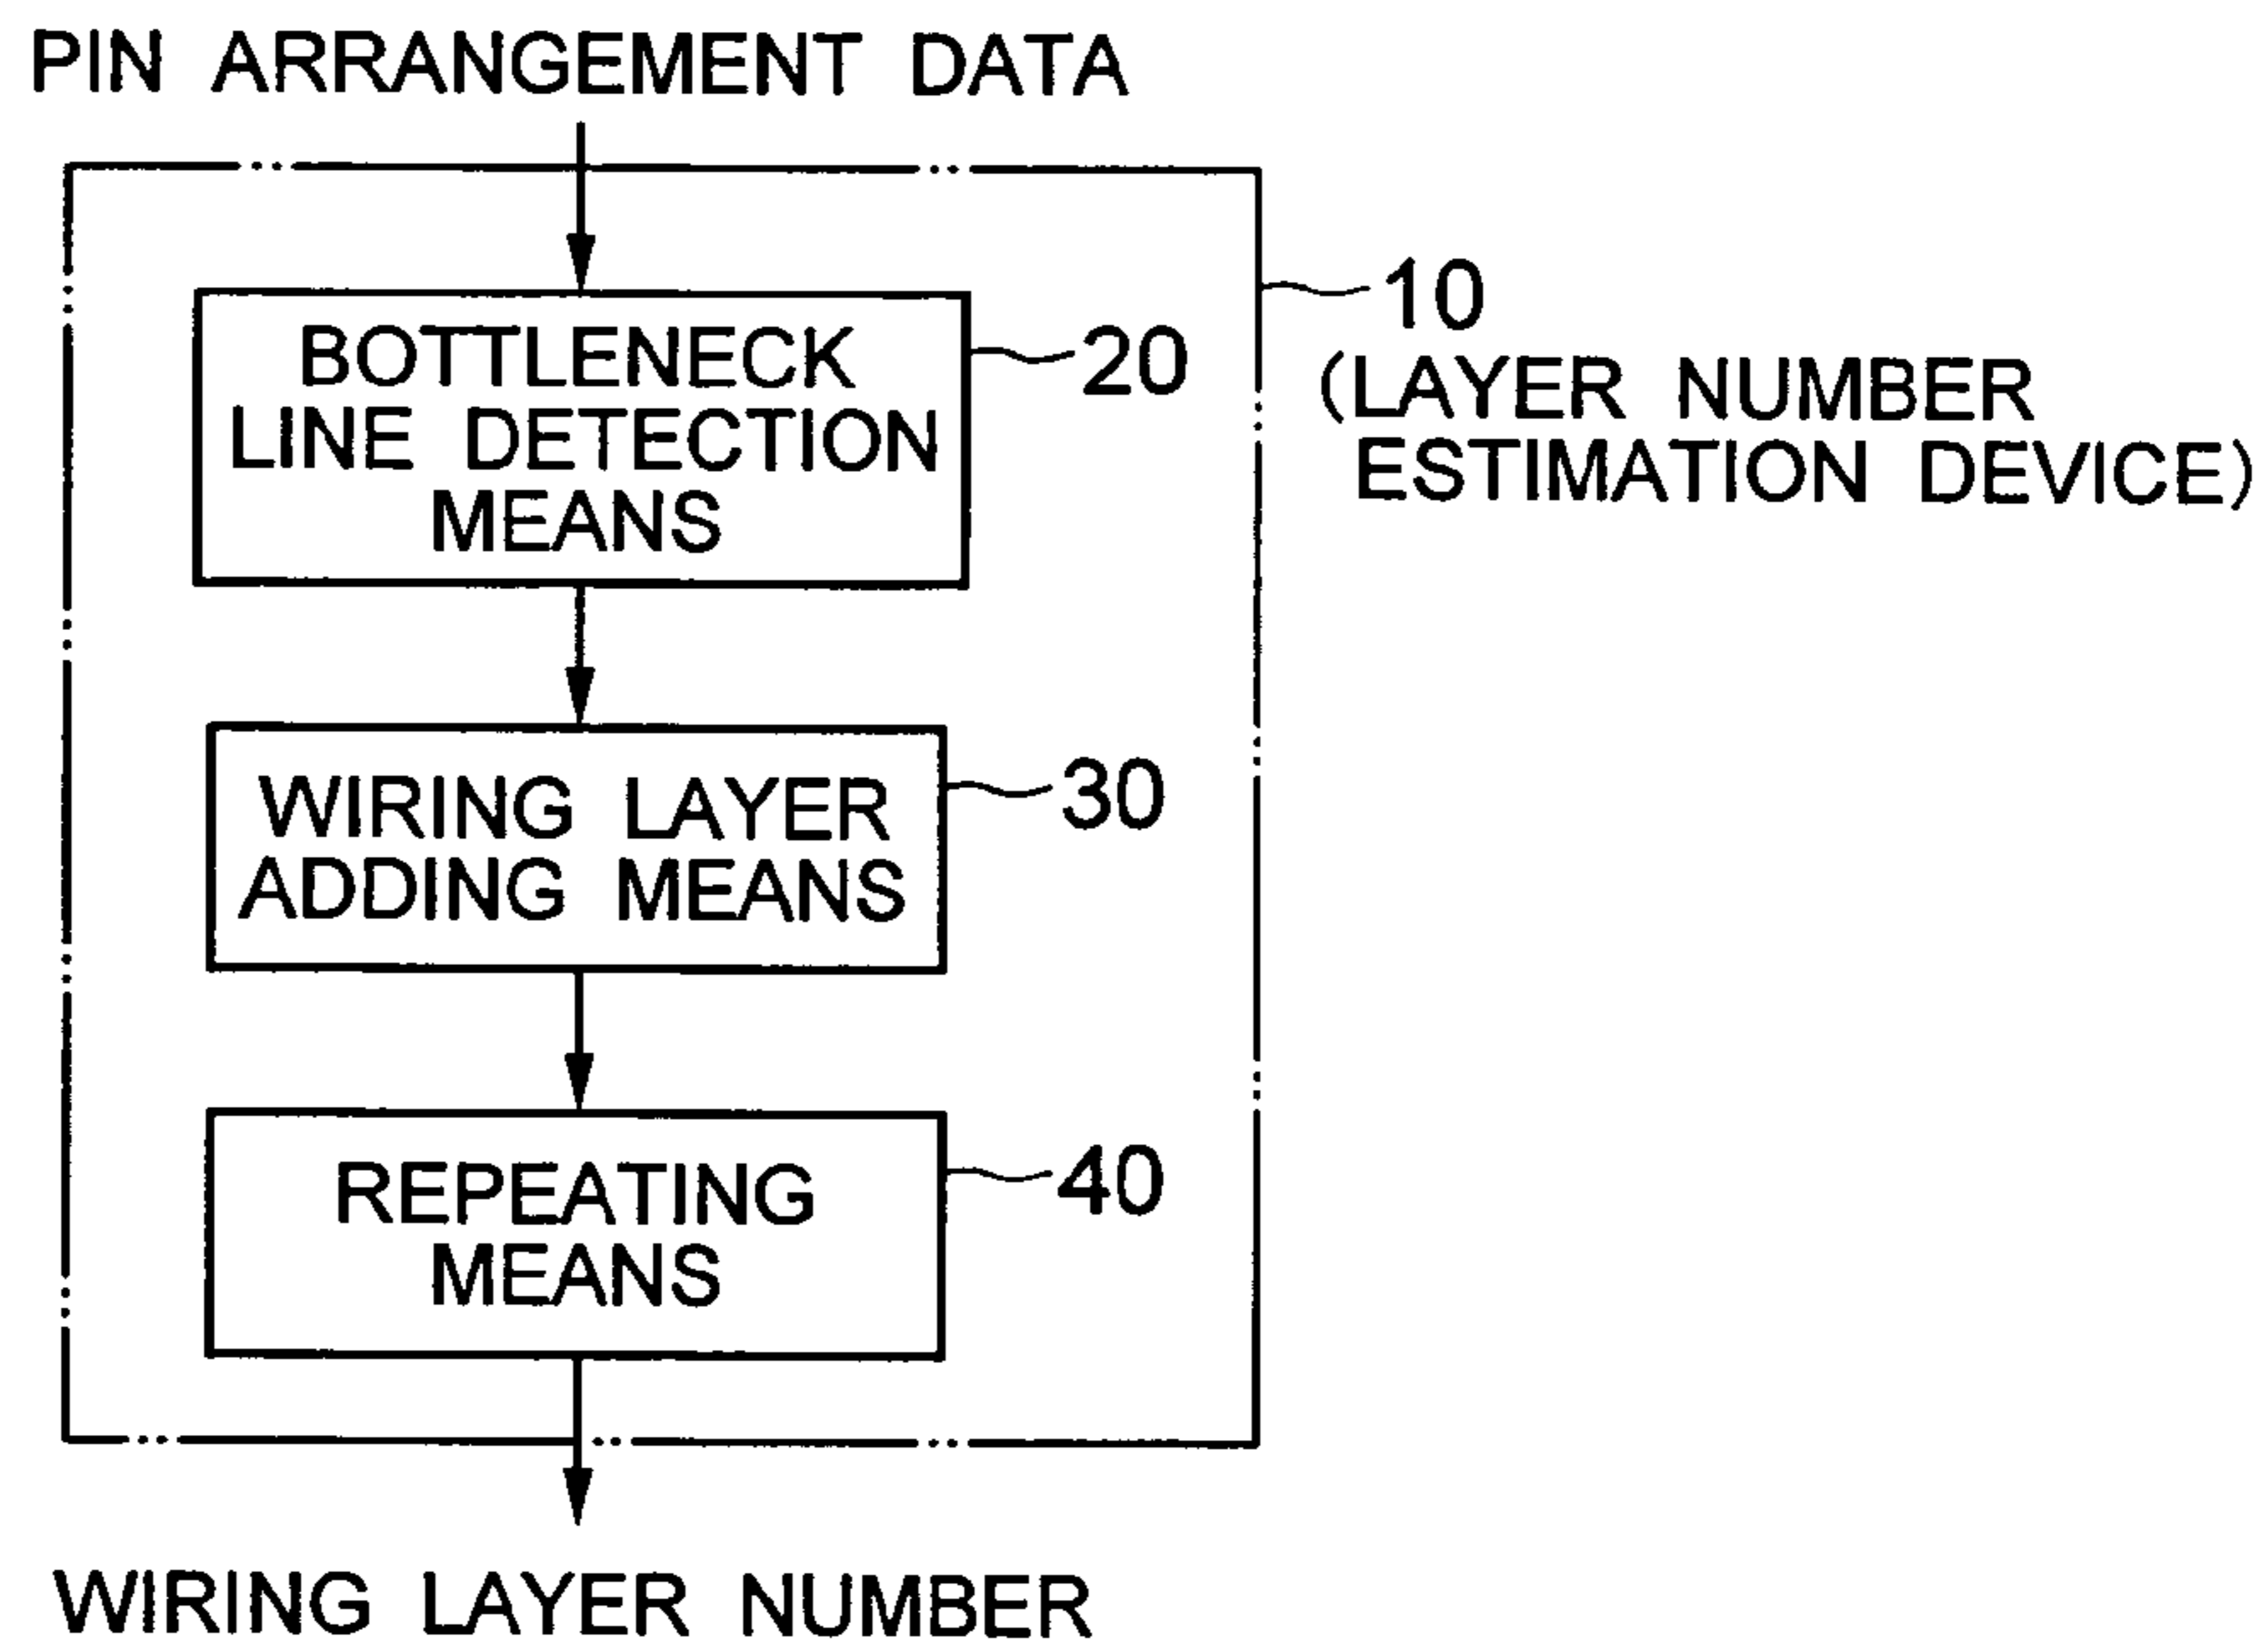 PIN ARRANGEMENT DATA
10
(LAYER NUMBER
ESTIMATION DEVICE)
BOTTLENECK
LINE DETECTION
MEANS
20
WIRING LAYER
ADDING MEANS
30
REPEATING
MEANS
40
WIRING LAYER NUMBER